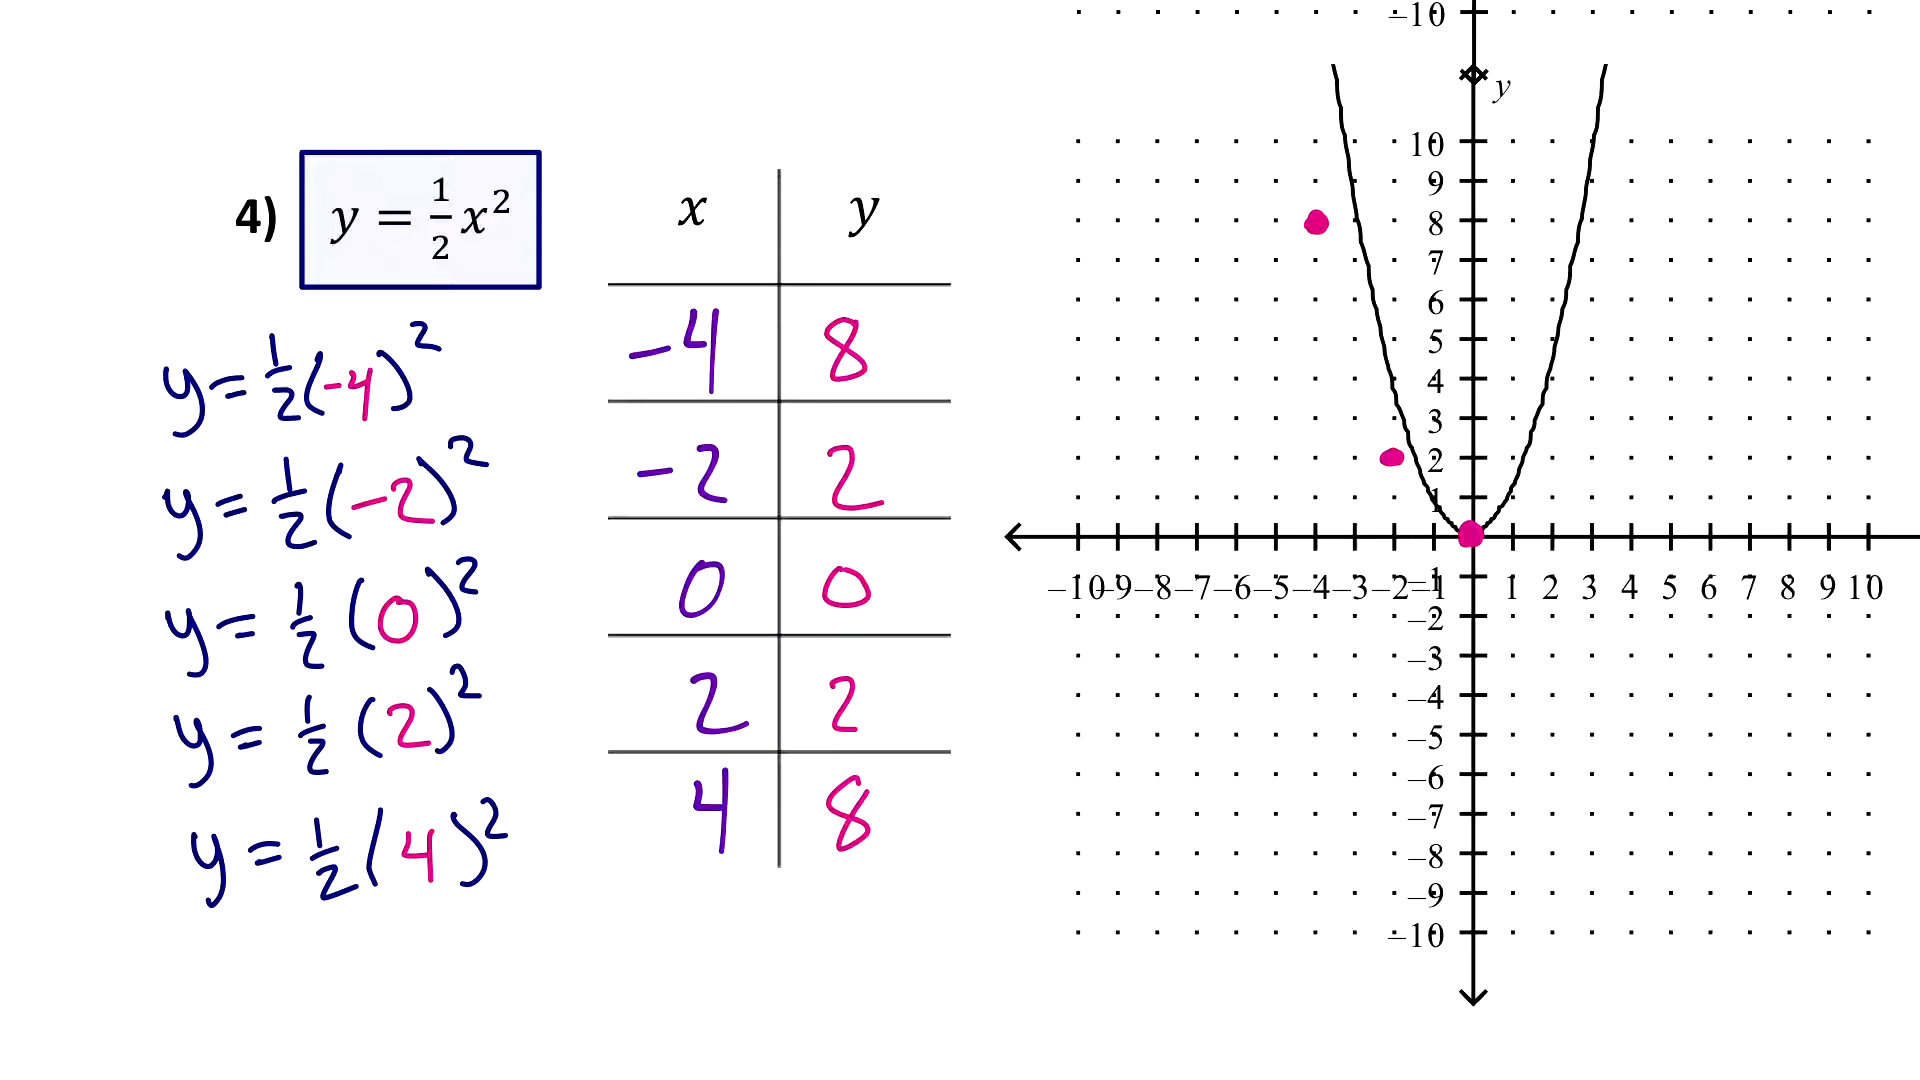 4) y = 1/2 x²
y = 1/2 (-4)²
y = 1/2 (-2)²
y = 1/2 (0)²
y = 1/2 (2)²
y = 1/2 (4)²
x y
-4 8
-2 2
0 0
2 2
4 8
–10
y
10
9
8
7
6
5
4
3
2
1
–10 –9 –8 –7 –6 –5 –4 –3 –2 –1 1 2 3 4 5 6 7 8 9 10
–1
–2
–3
–4
–5
–6
–7
–8
–9
–10